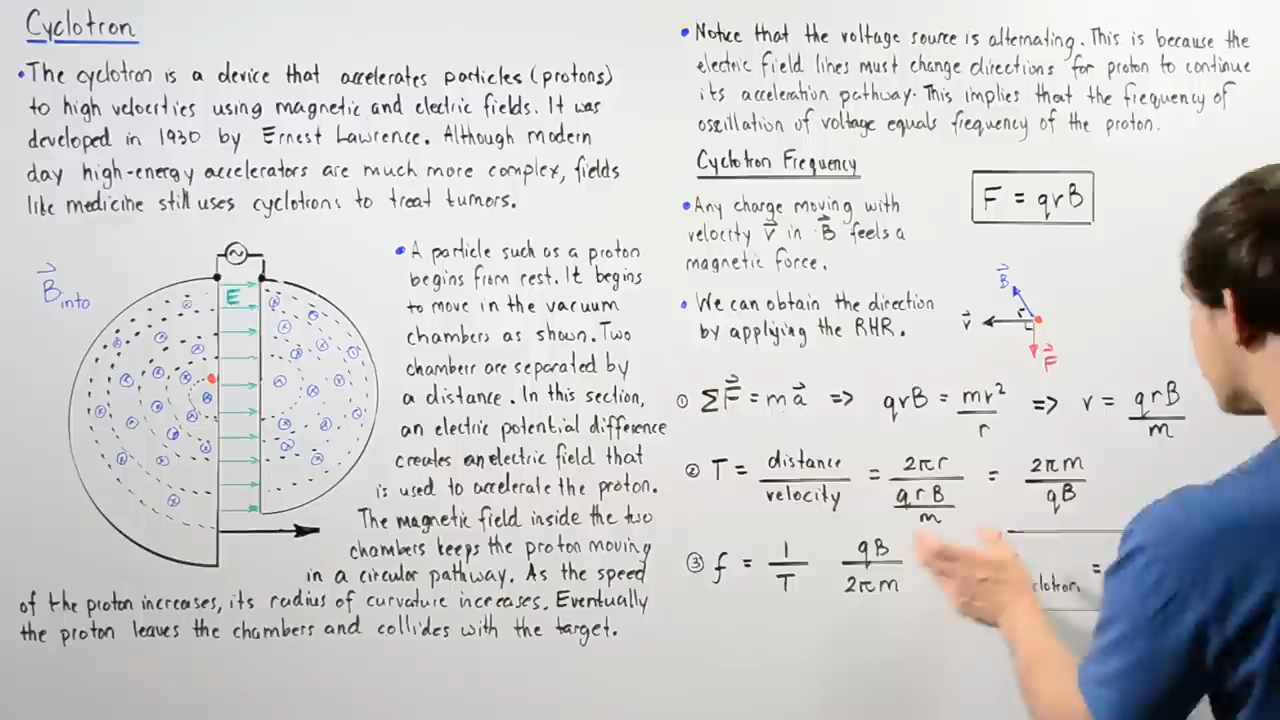 Cyclotron
• The cyclotron is a device that accelerates particles (protons)
to high velocities using magnetic and electric fields. It was
developed in 1930 by Ernest Lawrence. Although modern
day high-energy accelerators are much more complex, fields
like medicine still uses cyclotrons to treat tumors.
B⃗ into
E
• A particle such as a proton
begins from rest. It begins
to move in the vacuum
chambers as shown. Two
chambers are separated by
a distance. In this section,
an electric potential difference
creates an electric field that
is used to accelerate the proton.
The magnetic field inside the two
chambers keeps the proton moving
in a circular pathway. As the speed
of the proton increases, its radius of curvature increases. Eventually
the proton leaves the chambers and collides with the target.
• Notice that the voltage source is alternating. This is because the
electric field lines must change directions for proton to continue
its acceleration pathway. This implies that the frequency of
oscillation of voltage equals frequency of the proton.
Cyclotron Frequency
F = qvB
• Any charge moving with
velocity v⃗ in B⃗ feels a
magnetic force.
• We can obtain the direction
by applying the RHR.
B⃗
v⃗
F⃗
① ΣF⃗ = ma⃗ => qvB = mv²/r => v = qrB/m
② T = distance/velocity = 2πr/(qrB/m) = 2πm/qB
③ f = 1/T qB/2πm
clotron =